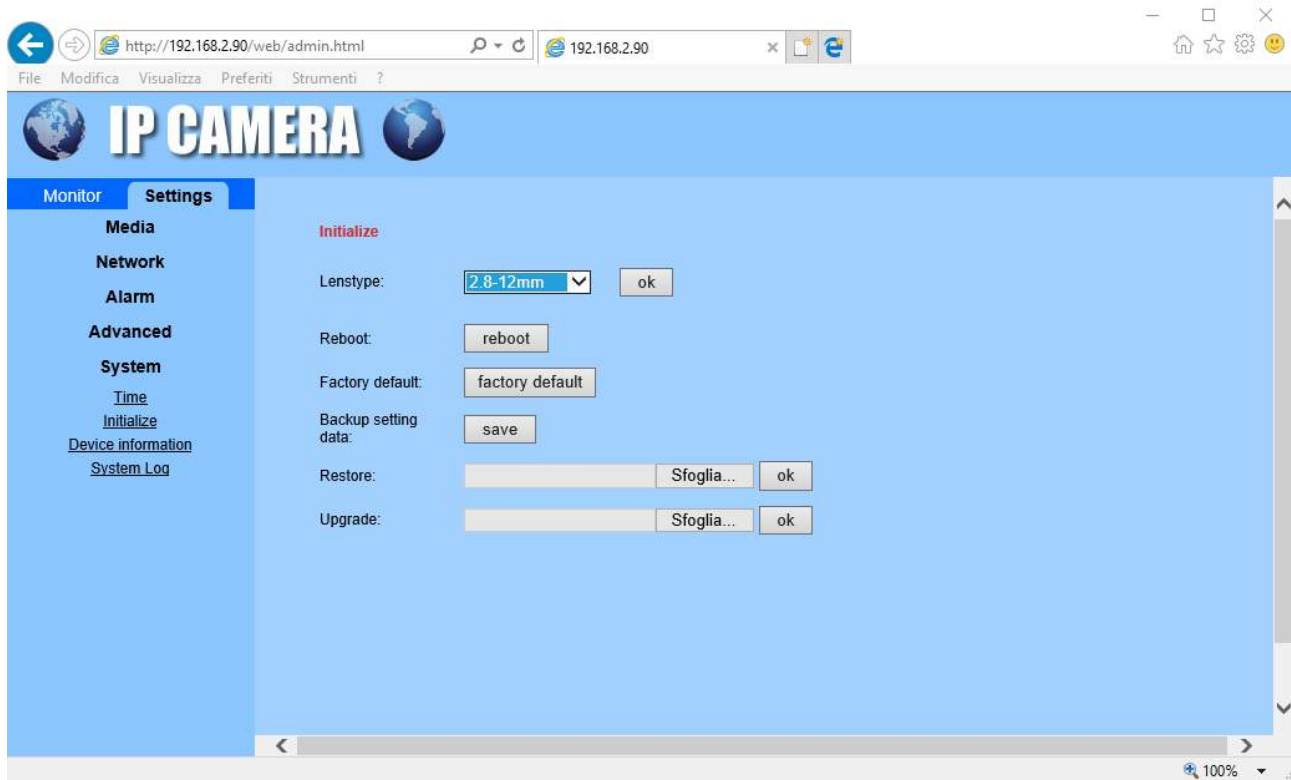 http://192.168.2.90/web/admin.html
192.168.2.90
File Modifica Visualizza Preferiti Strumenti ?
IP CAMERA
Monitor Settings
Media
Network
Alarm
Advanced
System
Time
Initialize
Device information
System Log
Initialize
Lenstype: 2.8-12mm ok
Reboot: reboot
Factory default: factory default
Backup setting
data: save
Restore: Sfoglia... ok
Upgrade: Sfoglia... ok
100%